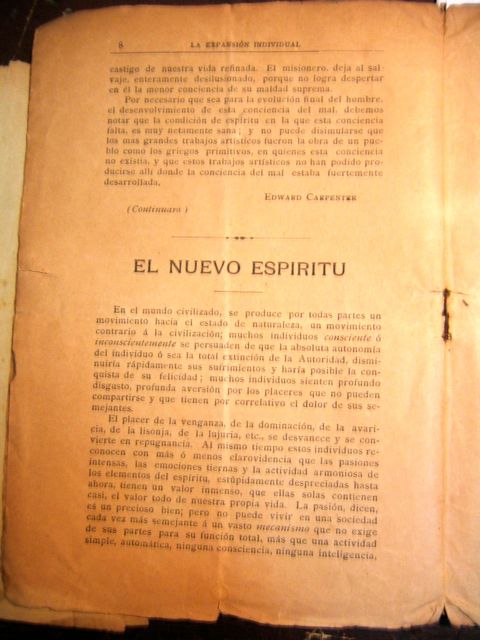 8 LA EXPANSIÓN INDIVIDUAL
castigo de nuestra vida refinada. El misionero, deja al sal-
vaje, enteramente desilusionado, porque no logra despertar
en él la menor conciencia de su maldad suprema.
Por necesario que sea para la evolución final del hombre,
el desenvolvimiento de esta conciencia del mal, debemos
notar que la condición de espíritu en la que esta conciencia
falta, es muy netamente sana; y no puede disimularse que
los mas grandes trabajos artísticos fueron la obra de un pue-
blo como los griegos primitivos, en quienes esta conciencia
no existia, y que estos trabajos artísticos no han podido pro-
ducirse alli donde la conciencia del mal estaba fuertemente
desarrollada.
EDWARD CARPENTER
(Continuara)
EL NUEVO ESPIRITU
En el mundo civilizado, se produce por todas partes un
movimiento hacia el estado de naturaleza, un movimiento
contrario á la civilización; muchos individuos consciente ó
inconscientemente se persuaden de que la absoluta autonomía
del individuo ó sea la total extinción de la Autoridad, dismi-
nuiría rápidamente sus sufrimientos y haría posible la con-
quista de su felicidad; muchos individuos sienten profundo
disgusto, profunda aversión por los placeres que no pueden
compartirse y que tienen por correlativo el dolor de sus se-
mejantes.
El placer de la venganza, de la dominación, de la avari-
cia, de la lisonja, de la lujuria, etc., se desvanece y se con-
vierte en repugnancia. Al mismo tiempo estos individuos re-
conocen con más ó menos clarovidencia que las pasiones
intensas, las emociones tiernas y la actividad armoniosa de
los elementos del espíritu, estúpidamente despreciadas hasta
ahora, tienen un valor inmenso, que ellas solas contienen
casi, el valor todo de nuestra propia vida. La pasión, dicen,
es un precioso bien; pero no puede vivir en una sociedad
cada vez más semejante á un vasto mecanismo que no exige
de sus partes para su función total, más que una actividad
simple, automática, ninguna consciencia, ninguna inteligencia,